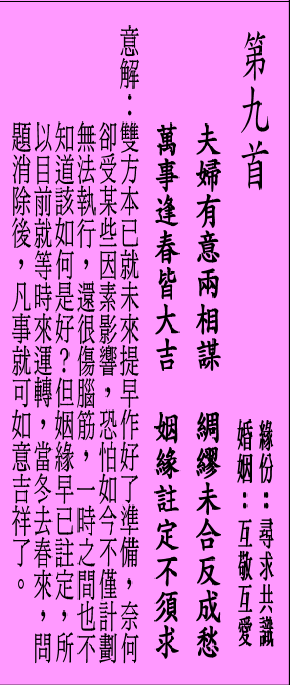 第九首
夫婦有意兩相謀　綢繆未合反成愁
萬事逢春皆大吉　姻緣註定不須求
緣份：尋求共識
婚姻：互敬互愛
意解：雙方本已就未來提早作好了準備，奈何
卻受某些因素影響，恐怕如今不僅計劃
無法執行，還很傷腦筋，一時之間也不
知道該如何是好？但姻緣早已註定，所
以目前就等時來運轉，當冬去春來，問
題消除後，凡事就可如意吉祥了。